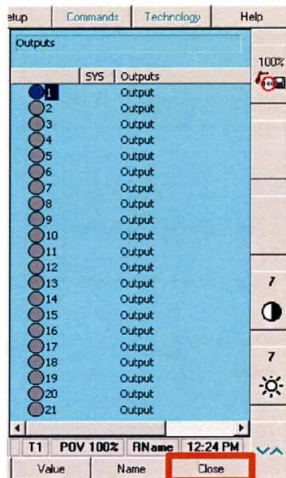 etup Commands Technology Help
Outputs
100%
SYS Outputs
1 Output
2 Output
3 Output
4 Output
5 Output
6 Output
7 Output
8 Output
9 Output
10 Output
11 Output
12 Output
13 Output
14 Output
15 Output
16 Output
17 Output
18 Output
19 Output
20 Output
21 Output
7
7
T1 POV 100% RName 12:24 PM
Value Name Close